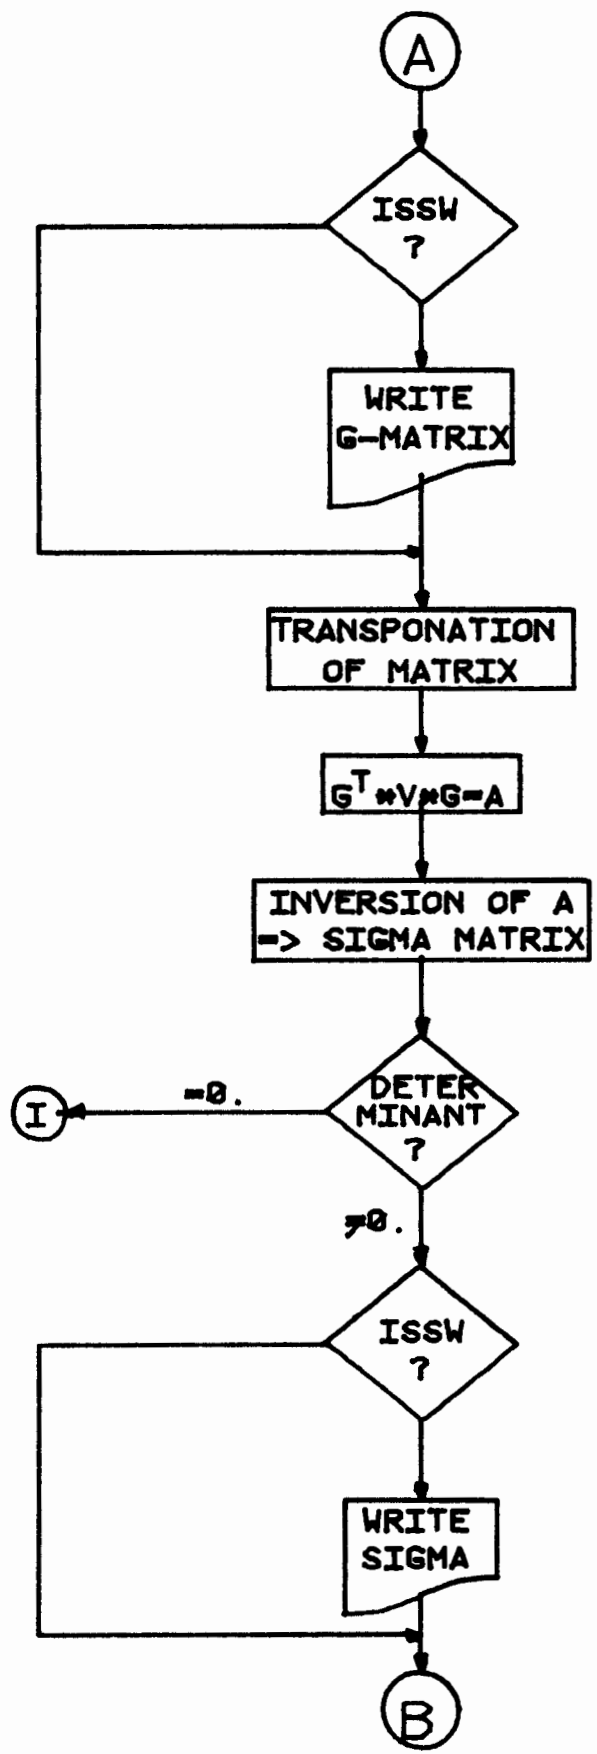 A
ISSW
?
WRITE
G-MATRIX
TRANSPONATION
OF MATRIX
G^T*V*G=A
INVERSION OF A
=> SIGMA MATRIX
=0.
I
DETER
MINANT
?
≠0.
ISSW
?
WRITE
SIGMA
B